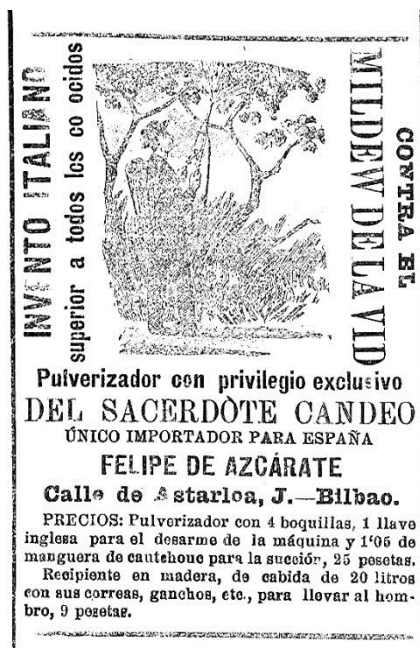 INVENTO ITALIANO
superior a todos los co ocidos
CONTRA EL
MILDEW DE LA VID
Pulverizador con privilegio exclusivo
DEL SACERDÒTE CANDEO
ÚNICO IMPORTADOR PARA ESPAÑA
FELIPE DE AZCÁRATE
Calle de Astarloa, J.—Bilbao.
PRECIOS: Pulverizador con 4 boquillas, 1 llave
inglesa para el desarme de la máquina y 1'05 de
manguera de cautchouc para la succión, 25 pesetas.
Recipiente en madera, de cabida de 20 litros
con sus correas, ganchos, etc., para llevar al hom-
bro, 9 pesetas.